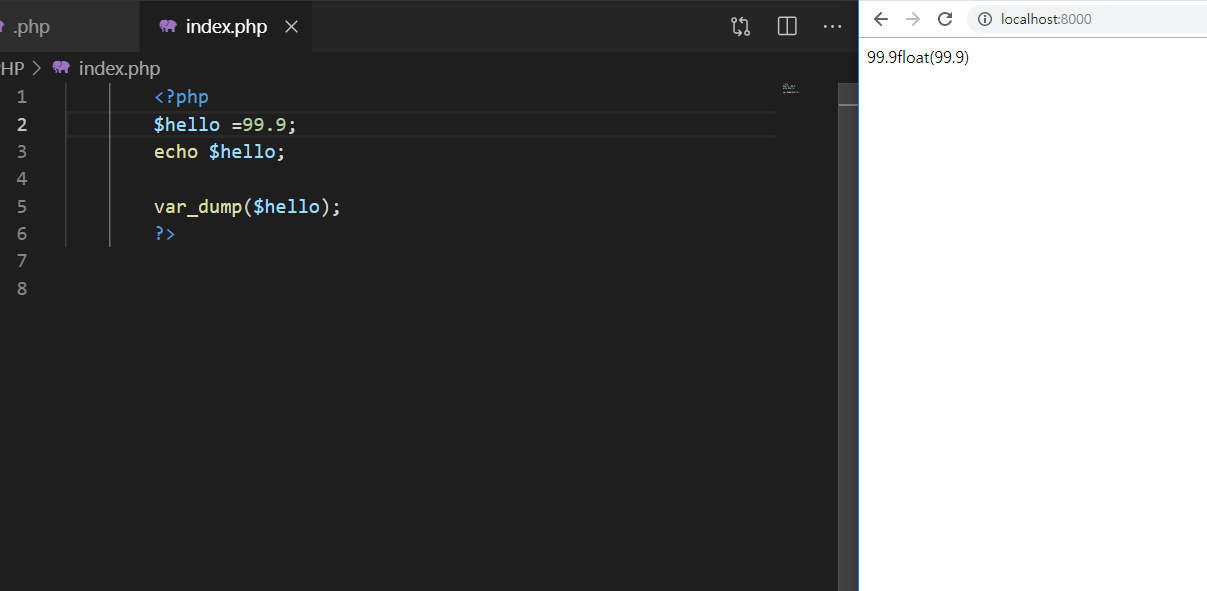 .php
index.php
HP > index.php
1 <?php
2 $hello =99.9;
3 echo $hello;
4
5 var_dump($hello);
6 ?>
7
8
localhost:8000
99.9float(99.9)